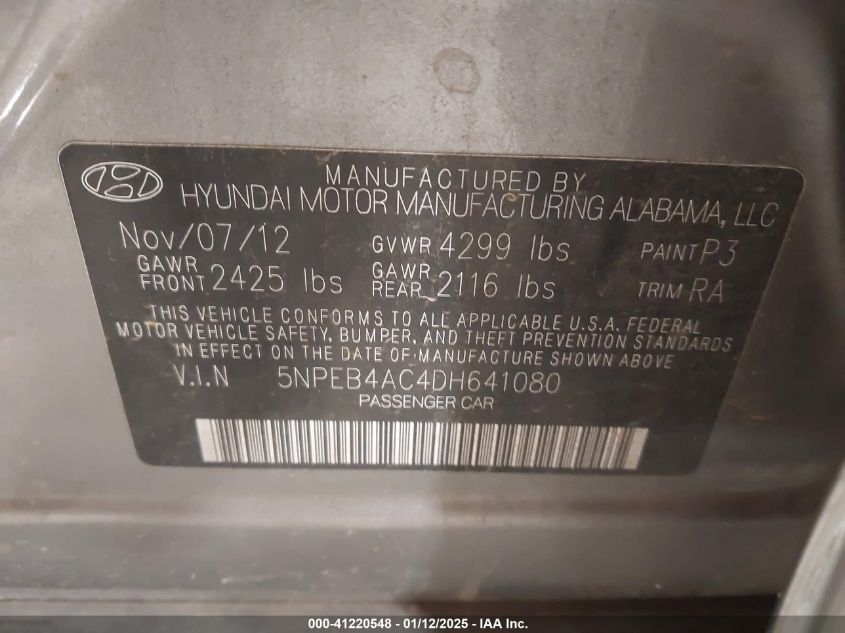 MANUFACTURED BY
HYUNDAI MOTOR MANUFACTURING ALABAMA, LLC
Nov/07/12 GVWR 4299 lbs PAINT P3
GAWR FRONT 2425 lbs GAWR REAR 2116 lbs TRIM RA
THIS VEHICLE CONFORMS TO ALL APPLICABLE U.S.A. FEDERAL
MOTOR VEHICLE SAFETY, BUMPER, AND THEFT PREVENTION STANDARDS
IN EFFECT ON THE DATE OF MANUFACTURE SHOWN ABOVE
V.I.N 5NPEB4AC4DH641080
PASSENGER CAR
000-41220548 - 01/12/2025 - IAA Inc.